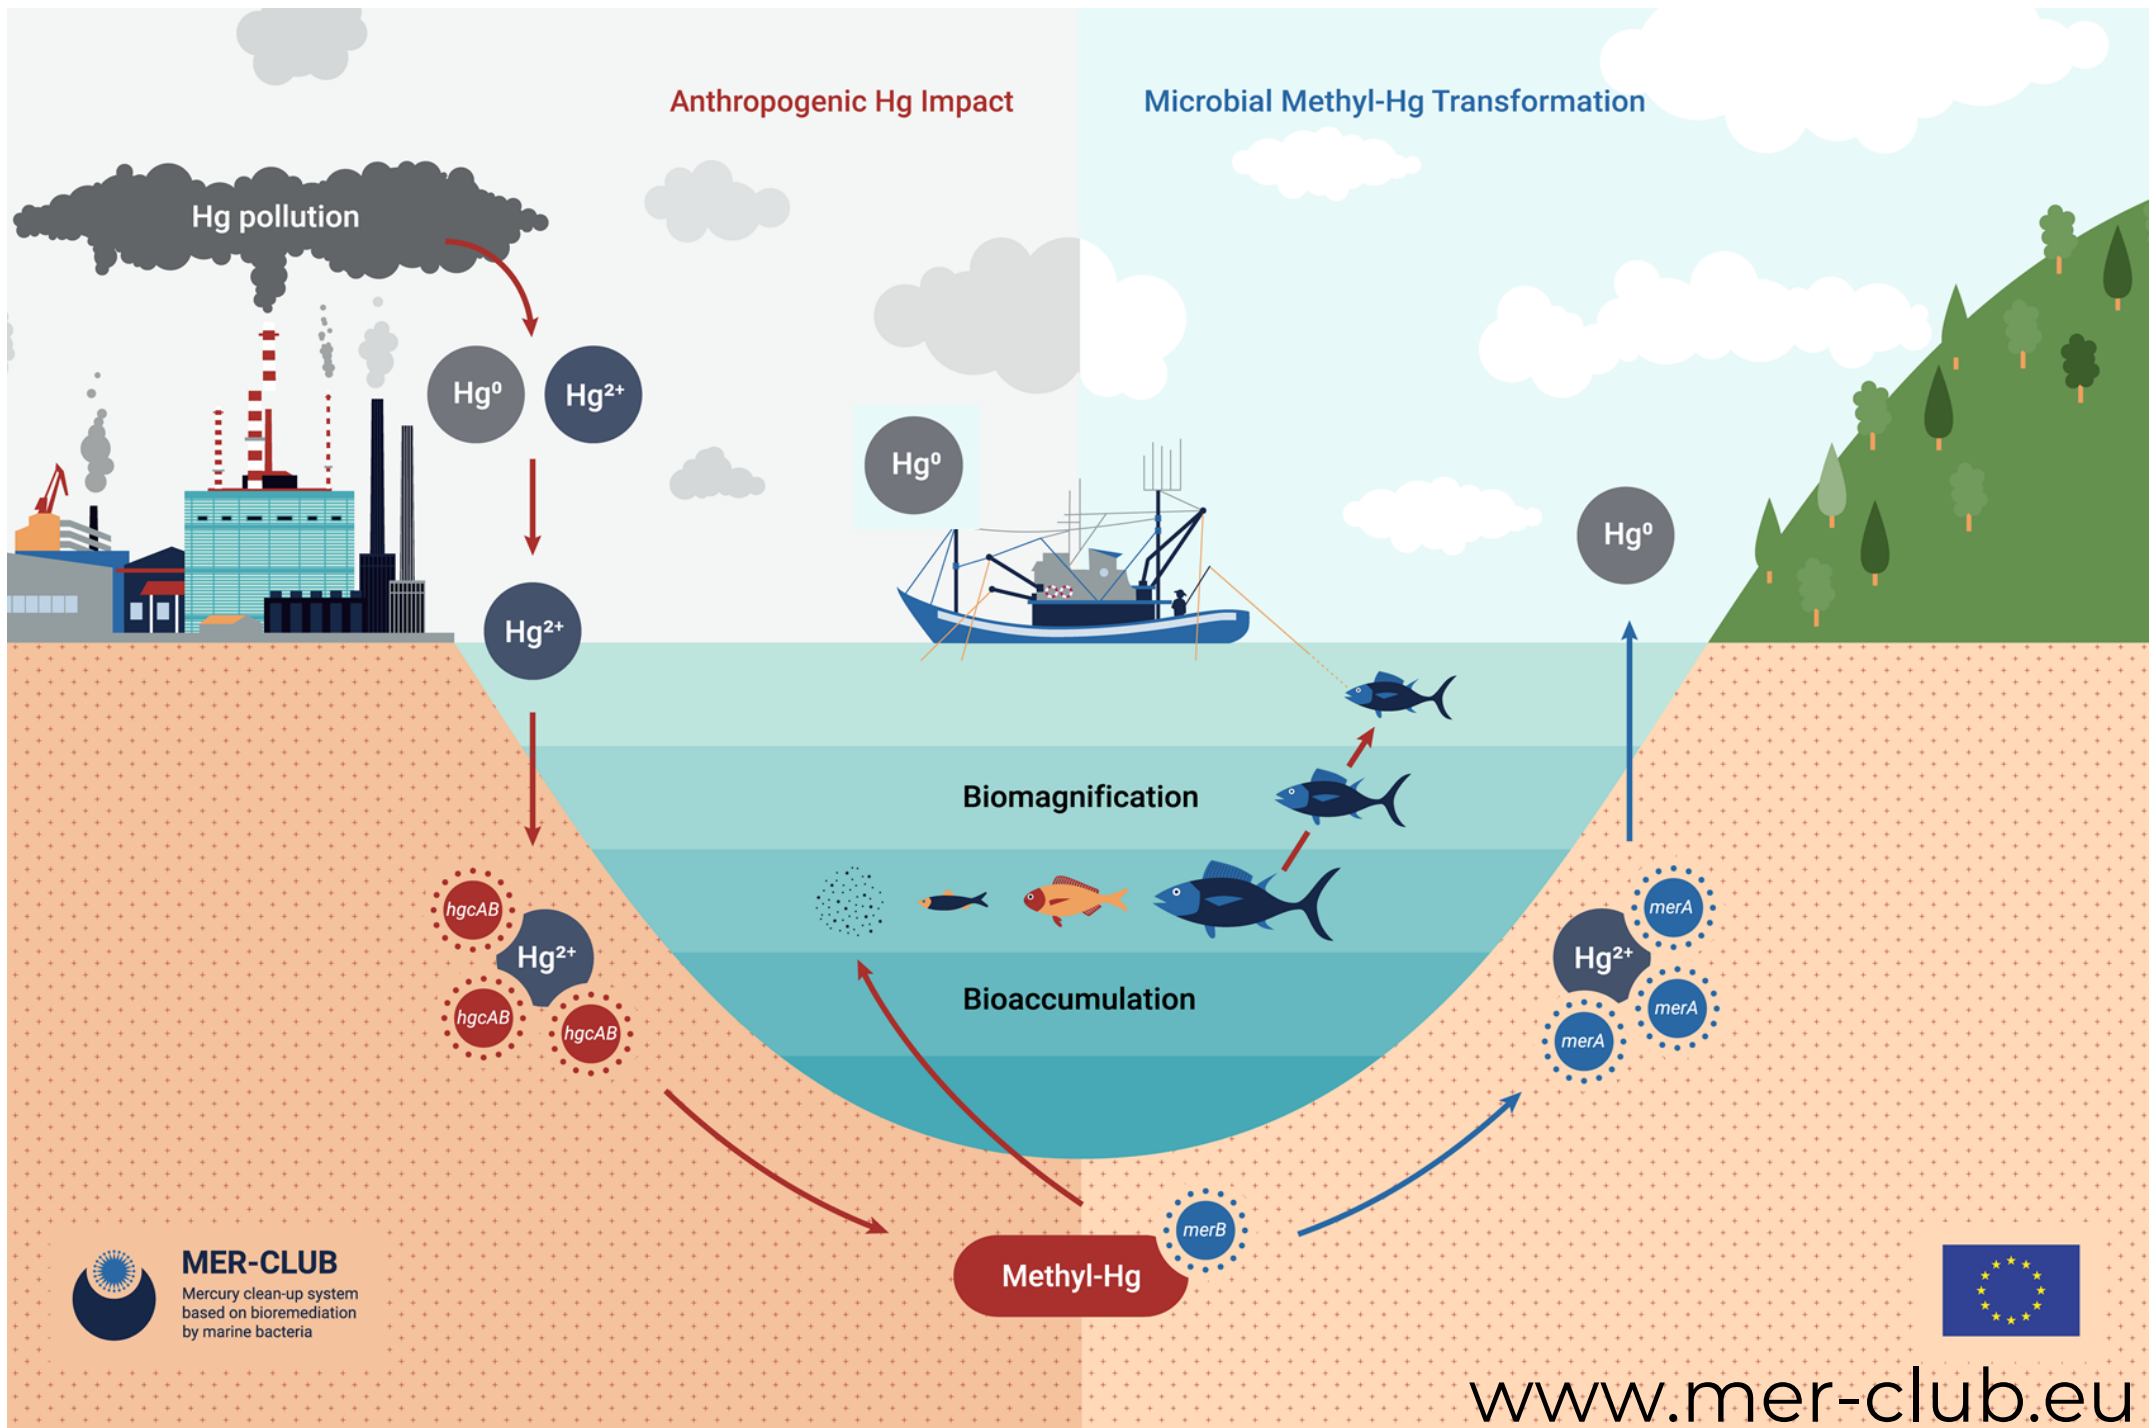 Anthropogenic Hg Impact
Microbial Methyl-Hg Transformation
Hg pollution
Hg⁰
Hg²⁺
Hg⁰
Hg⁰
Hg²⁺
Biomagnification
Bioaccumulation
hgcAB
Hg²⁺
hgcAB
hgcAB
merA
Hg²⁺
merA
merA
merB
Methyl-Hg
MER-CLUB
Mercury clean-up system
based on bioremediation
by marine bacteria
www.mer-club.eu